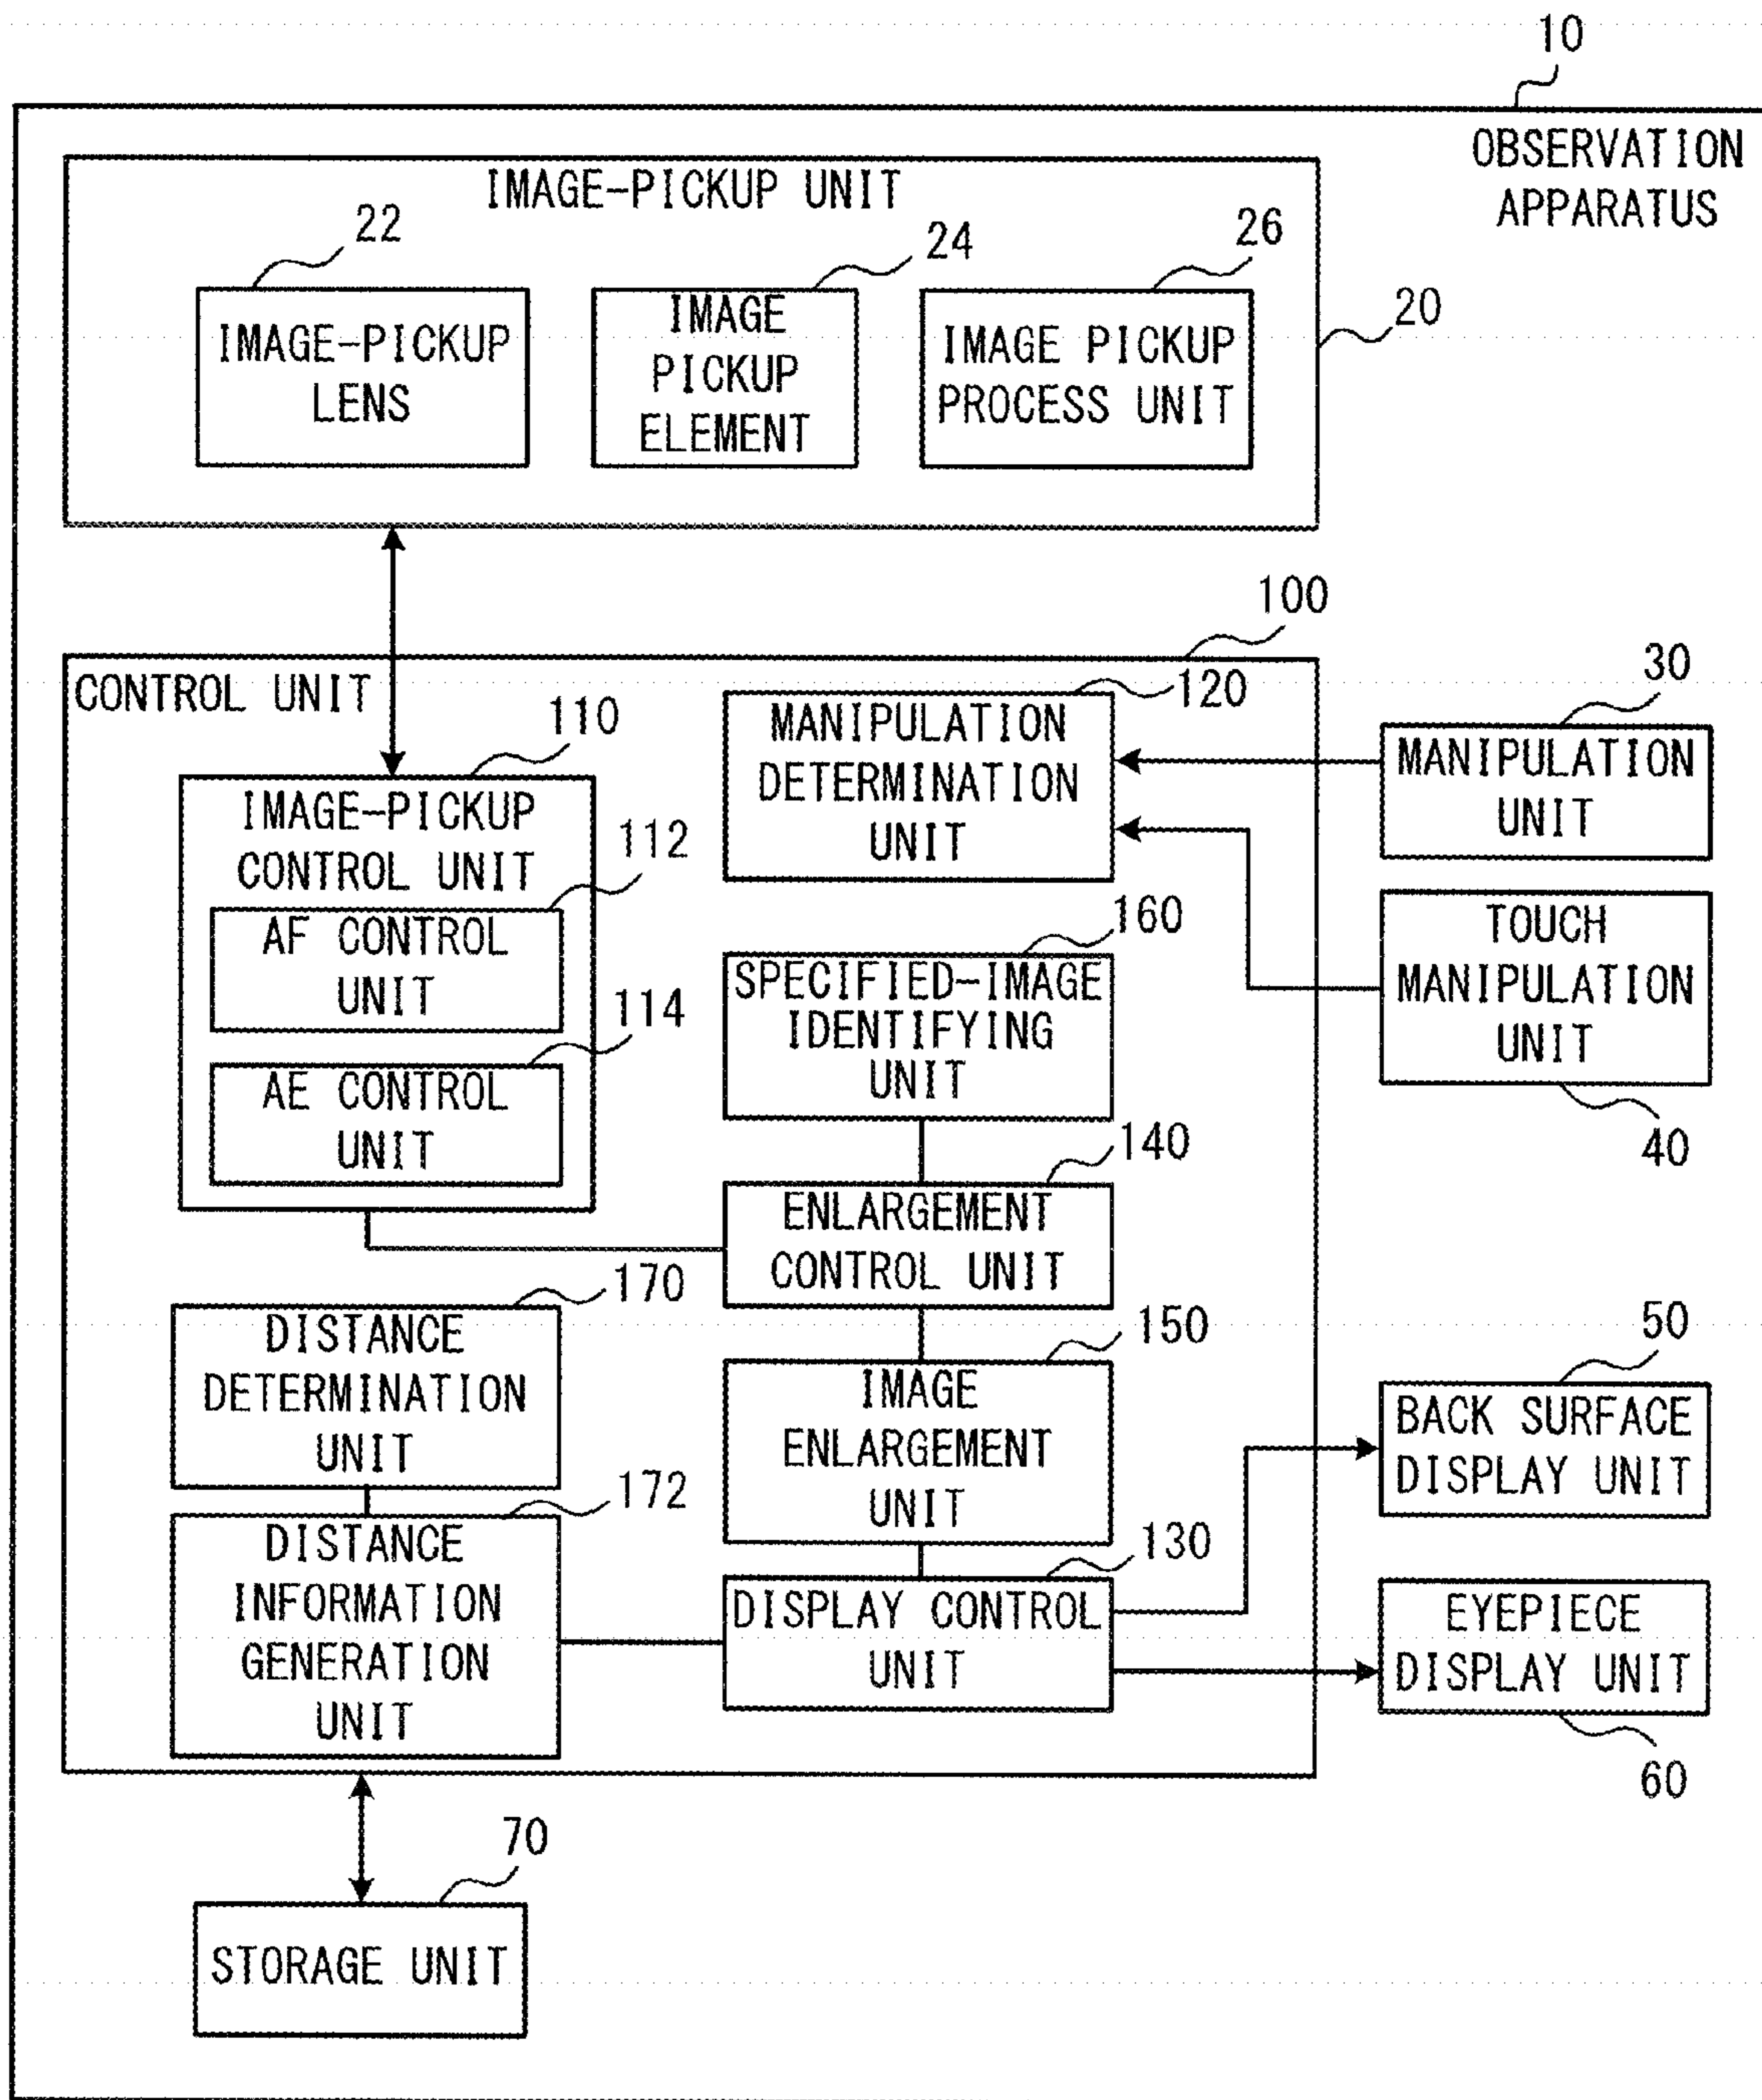 10
OBSERVATION
APPARATUS
IMAGE-PICKUP UNIT
22
24
26
20
IMAGE-PICKUP
LENS
IMAGE
PICKUP
ELEMENT
IMAGE PICKUP
PROCESS UNIT
100
CONTROL UNIT
110
IMAGE-PICKUP
CONTROL UNIT
112
AF CONTROL
UNIT
114
AE CONTROL
UNIT
120
MANIPULATION
DETERMINATION
UNIT
30
MANIPULATION
UNIT
TOUCH
MANIPULATION
UNIT
40
160
SPECIFIED-IMAGE
IDENTIFYING
UNIT
140
ENLARGEMENT
CONTROL UNIT
170
DISTANCE
DETERMINATION
UNIT
150
IMAGE
ENLARGEMENT
UNIT
50
BACK SURFACE
DISPLAY UNIT
172
DISTANCE
INFORMATION
GENERATION
UNIT
130
DISPLAY CONTROL
UNIT
EYEPIECE
DISPLAY UNIT
60
70
STORAGE UNIT